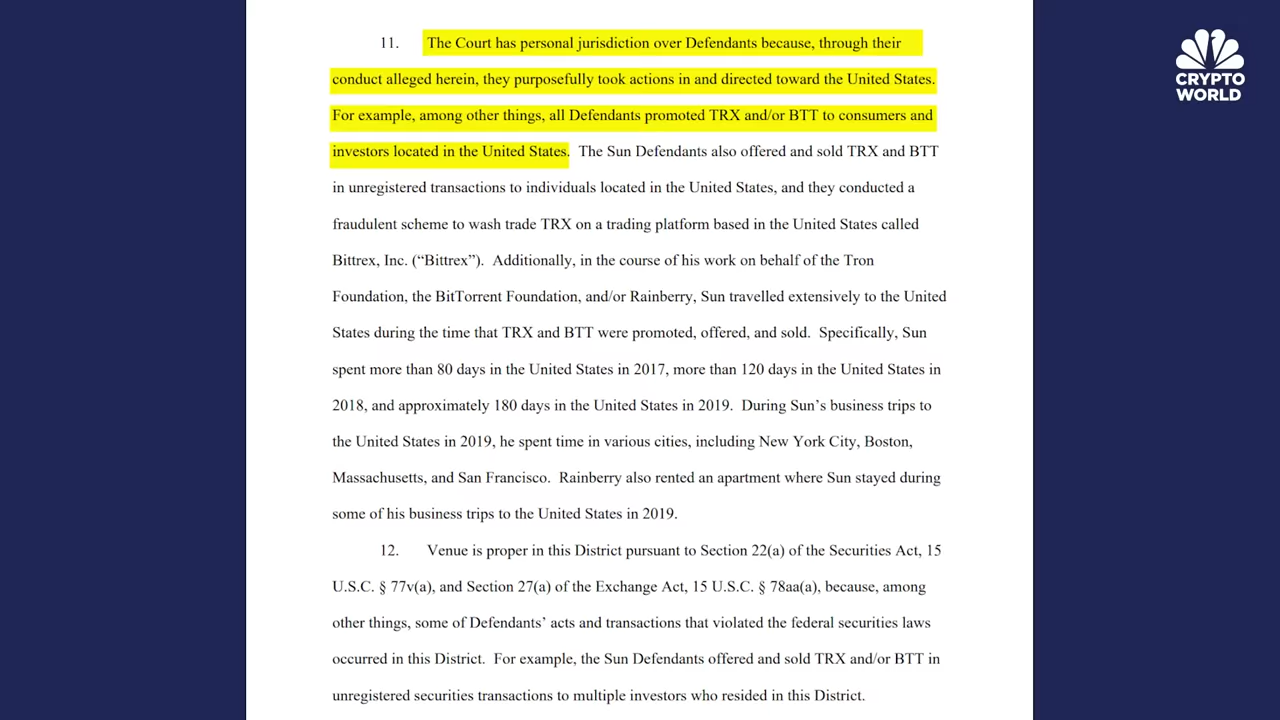 11. The Court has personal jurisdiction over Defendants because, through their
conduct alleged herein, they purposefully took actions in and directed toward the United States.
For example, among other things, all Defendants promoted TRX and/or BTT to consumers and
investors located in the United States. The Sun Defendants also offered and sold TRX and BTT
in unregistered transactions to individuals located in the United States, and they conducted a
fraudulent scheme to wash trade TRX on a trading platform based in the United States called
Bittrex, Inc. (“Bittrex”). Additionally, in the course of his work on behalf of the Tron
Foundation, the BitTorrent Foundation, and/or Rainberry, Sun travelled extensively to the United
States during the time that TRX and BTT were promoted, offered, and sold. Specifically, Sun
spent more than 80 days in the United States in 2017, more than 120 days in the United States in
2018, and approximately 180 days in the United States in 2019. During Sun’s business trips to
the United States in 2019, he spent time in various cities, including New York City, Boston,
Massachusetts, and San Francisco. Rainberry also rented an apartment where Sun stayed during
some of his business trips to the United States in 2019.
12. Venue is proper in this District pursuant to Section 22(a) of the Securities Act, 15
U.S.C. § 77v(a), and Section 27(a) of the Exchange Act, 15 U.S.C. § 78aa(a), because, among
other things, some of Defendants’ acts and transactions that violated the federal securities laws
occurred in this District. For example, the Sun Defendants offered and sold TRX and/or BTT in
unregistered securities transactions to multiple investors who resided in this District.
CRYPTO
WORLD